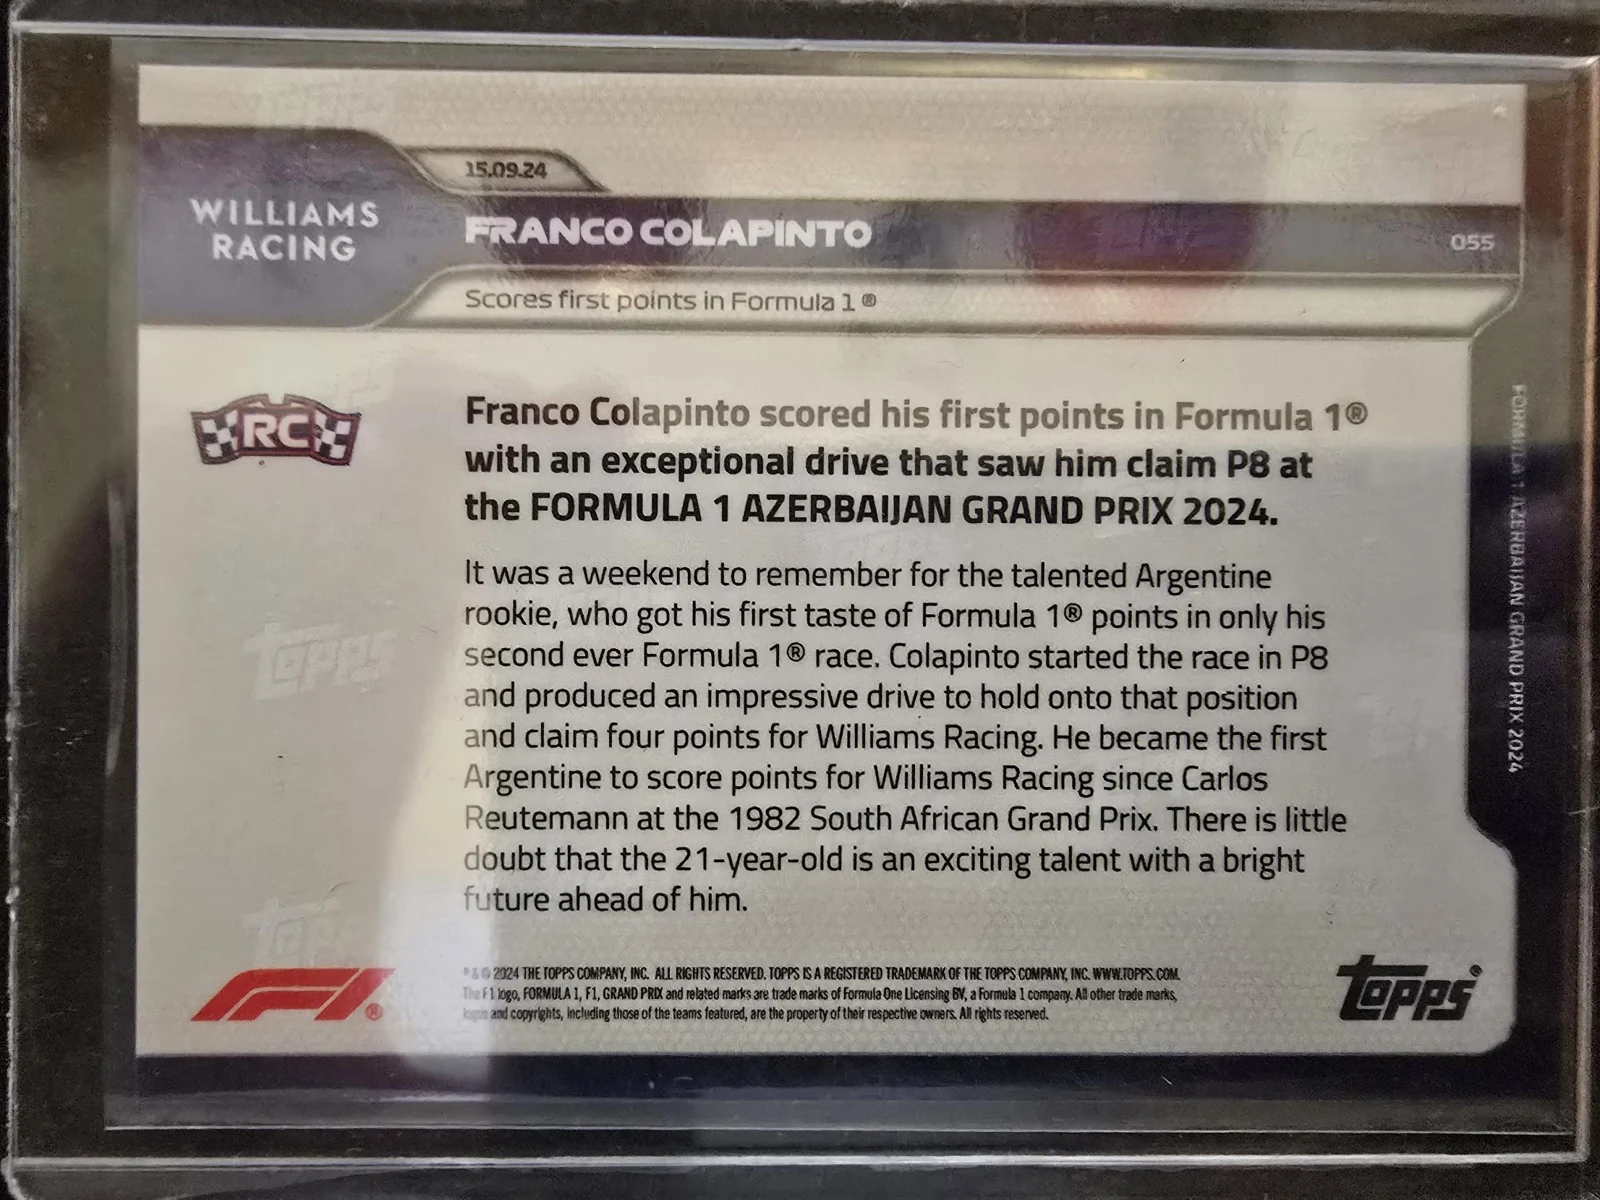 15.09.24
WILLIAMS
RACING
FRANCO COLAPINTO
055
Scores first points in Formula 1 ®
RC
Franco Colapinto scored his first points in Formula 1®
with an exceptional drive that saw him claim P8 at
the FORMULA 1 AZERBAIJAN GRAND PRIX 2024.
It was a weekend to remember for the talented Argentine
rookie, who got his first taste of Formula 1® points in only his
second ever Formula 1® race. Colapinto started the race in P8
and produced an impressive drive to hold onto that position
and claim four points for Williams Racing. He became the first
Argentine to score points for Williams Racing since Carlos
Reutemann at the 1982 South African Grand Prix. There is little
doubt that the 21-year-old is an exciting talent with a bright
future ahead of him.
FORMULA 1 AZERBAIJAN GRAND PRIX 2024
Topps
Topps
F1®
® & © 2024 THE TOPPS COMPANY, INC. ALL RIGHTS RESERVED. TOPPS IS A REGISTERED TRADEMARK OF THE TOPPS COMPANY, INC. WWW.TOPPS.COM.
The F1 logo, FORMULA 1, F1, GRAND PRIX and related marks are trade marks of Formula One Licensing BV, a Formula 1 company. All other trade marks,
logos and copyrights, including those of the teams featured, are the property of their respective owners. All rights reserved.
Topps®